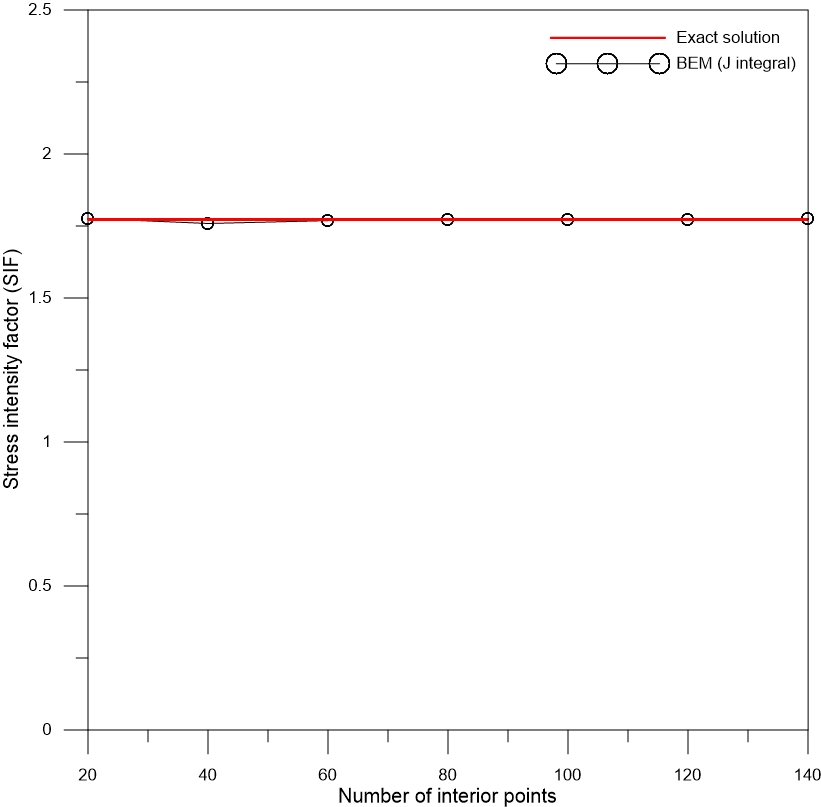 2.5
Exact solution
BEM (J integral)
2
1.5
1
0.5
0
Stress intensity factor (SIF)
20 40 60 80 100 120 140
Number of interior points